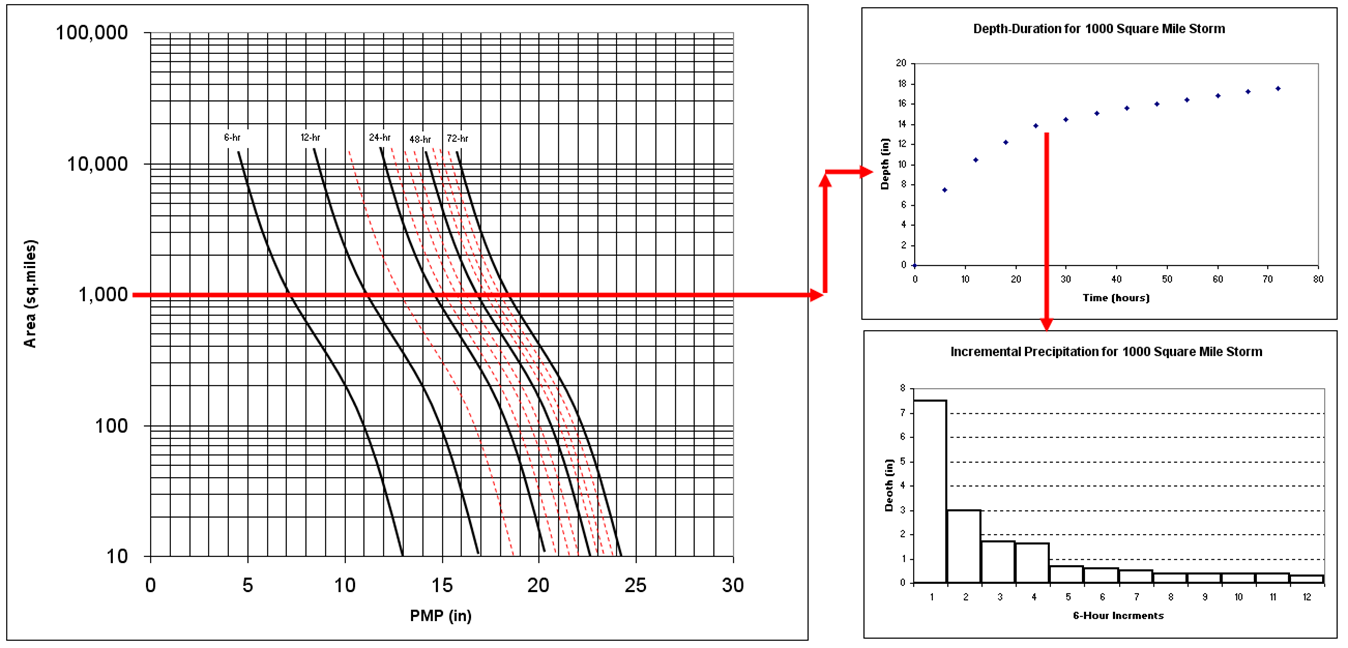 100,000
10,000
1,000
100
10
Area (sq.miles)
6-hr 12-hr 24-hr 48-hr 72-hr
0 5 10 15 20 25 30
PMP (in)
Depth-Duration for 1000 Square Mile Storm
20
18
16
14
12
10
8
6
4
2
0
Depth (in)
0 10 20 30 40 50 60 70 80
Time (hours)
Incremental Precipitation for 1000 Square Mile Storm
8
7
6
5
4
3
2
1
0
Deoth (in)
1 2 3 4 5 6 7 8 9 10 11 12
6-Hour Incrments